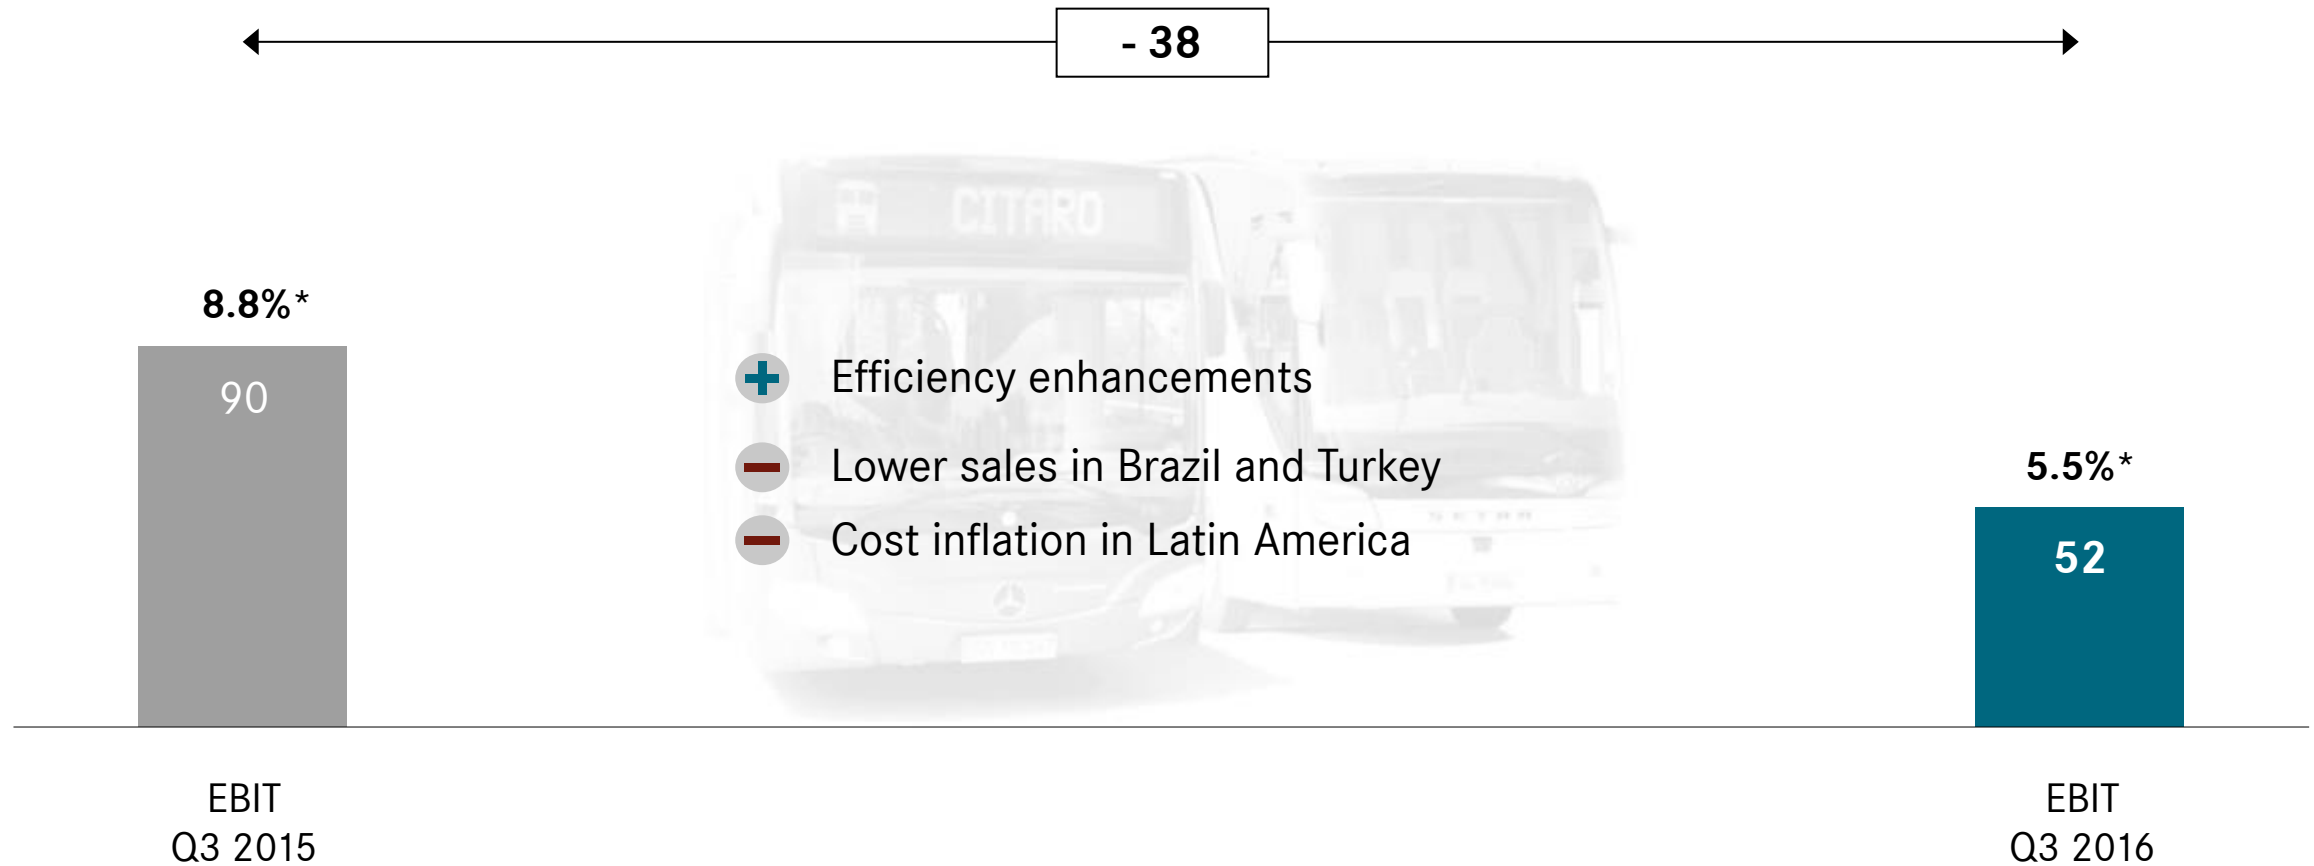 - 38
CITARO
8.8%*
90
Efficiency enhancements
Lower sales in Brazil and Turkey
5.5%*
SETRA
Cost inflation in Latin America
52
EBIT
Q3 2015
EBIT
Q3 2016